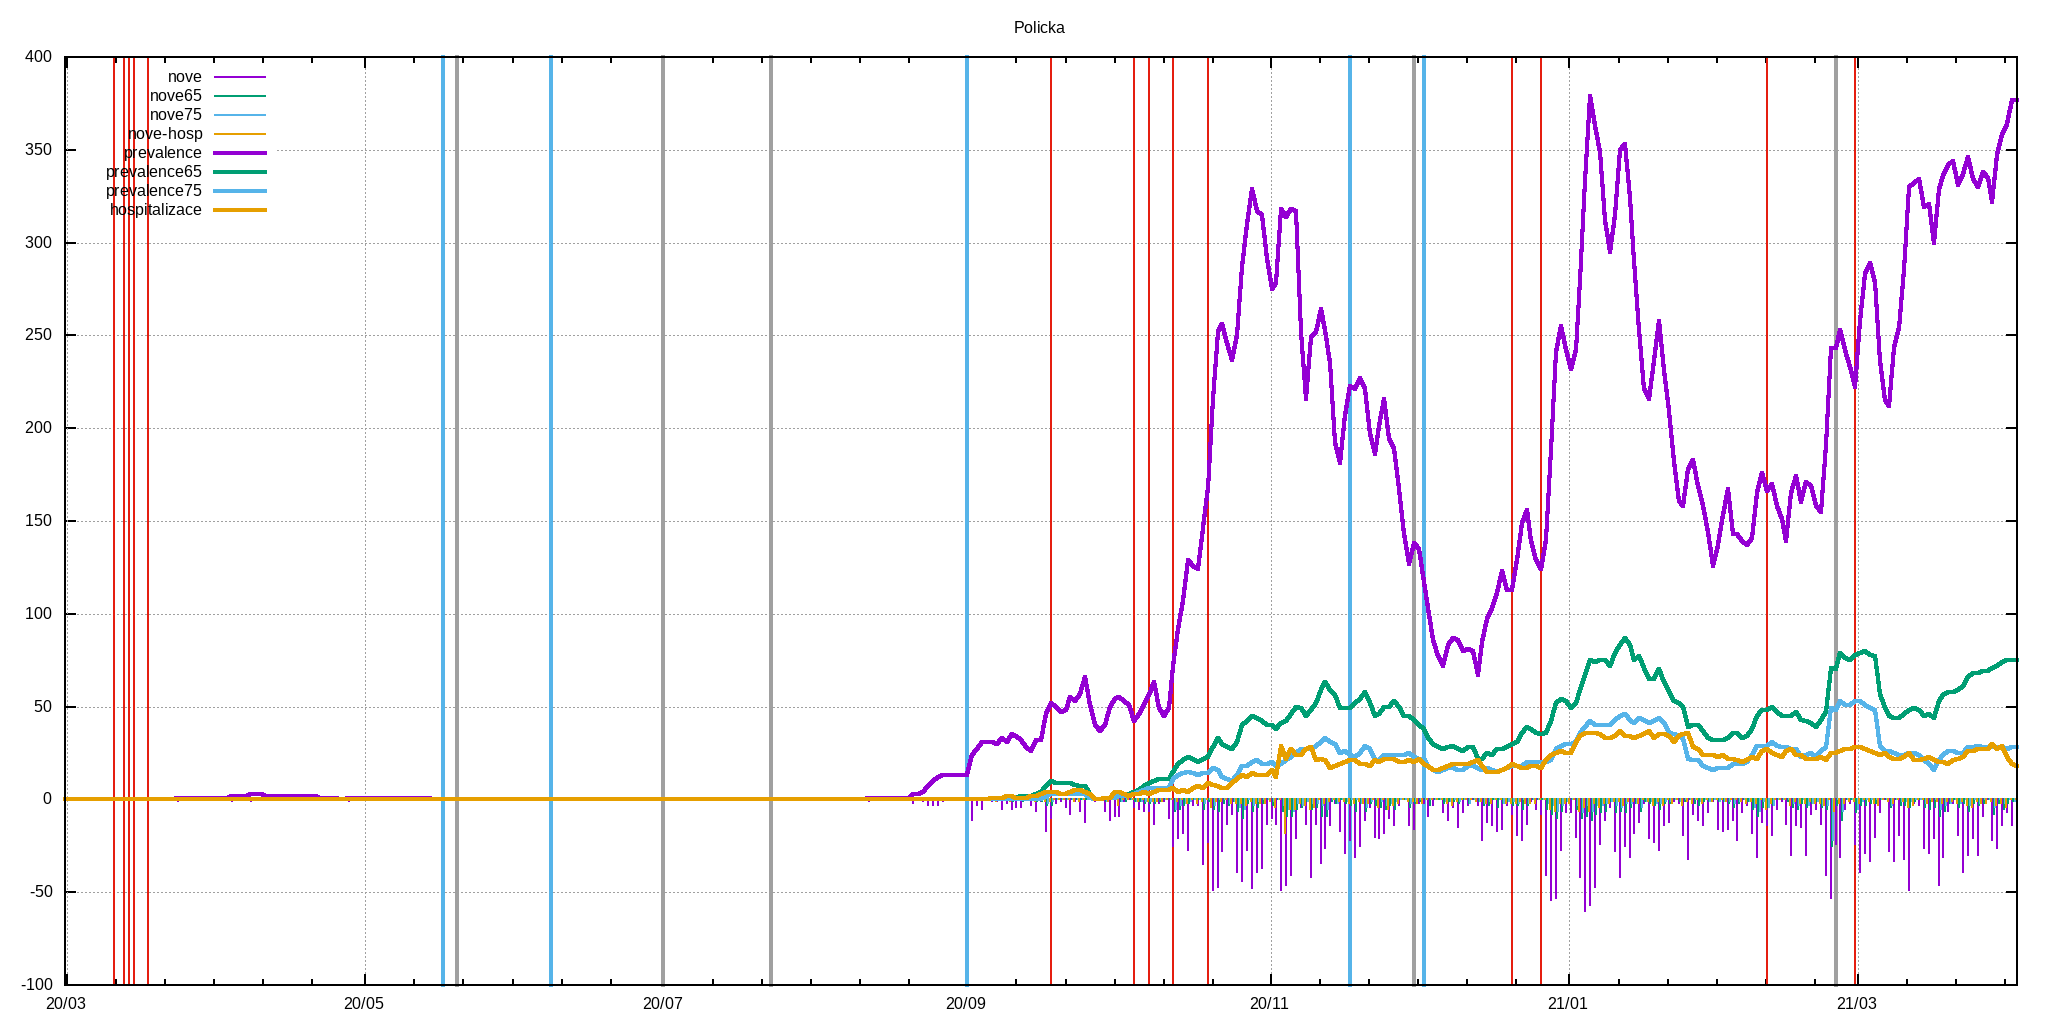 Policka
400
350
300
250
200
150
100
50
0
-50
-100
nove
nove65
nove75
nove-hosp
prevalence
prevalence65
prevalence75
hospitalizace
20/03 20/05 20/07 20/09 20/11 21/01 21/03